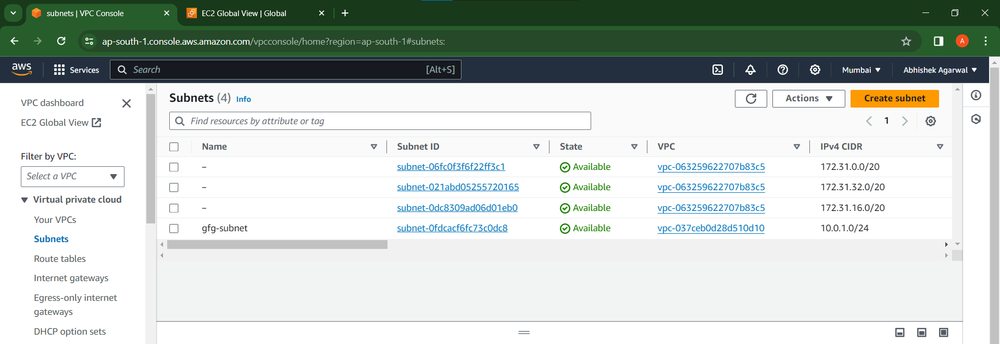 subnets | VPC Console
EC2 Global View | Global
ap-south-1.console.aws.amazon.com/vpcconsole/home?region=ap-south-1#subnets:
A
aws
Services
Search
[Alt+S]
Mumbai
Abhishek Agarwal
VPC dashboard
EC2 Global View
Filter by VPC:
Select a VPC
Virtual private cloud
Your VPCs
Subnets
Route tables
Internet gateways
Egress-only internet
gateways
DHCP option sets
Subnets (4) Info
Actions
Create subnet
Find resources by attribute or tag
1
Name Subnet ID State VPC IPv4 CIDR
– subnet-06fc0f3f6f22ff3c1 Available vpc-063259622707b83c5 172.31.0.0/20
– subnet-021abd05255720165 Available vpc-063259622707b83c5 172.31.32.0/20
– subnet-0dc8309ad06d01eb0 Available vpc-063259622707b83c5 172.31.16.0/20
gfg-subnet subnet-0fdcacf6fc73c0dc8 Available vpc-037ceb0d28d510d10 10.0.1.0/24